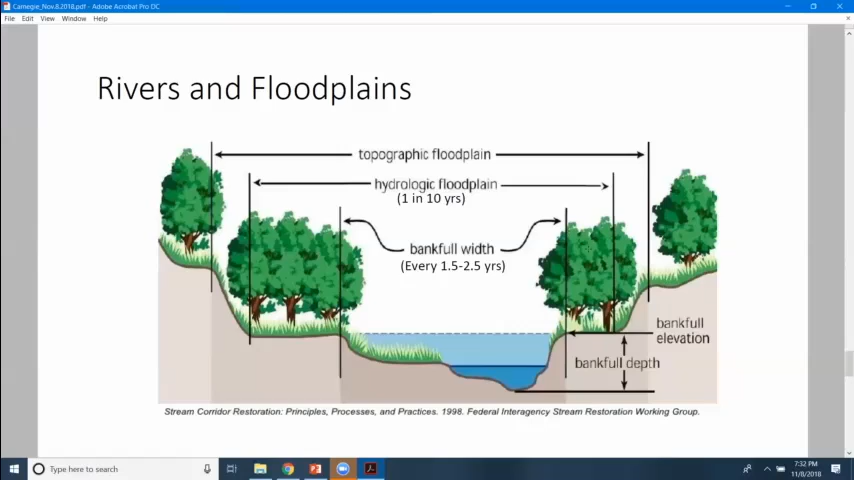 Carnegie_Nov.8.2018.pdf - Adobe Acrobat Pro DC
File Edit View Window Help
Rivers and Floodplains
topographic floodplain
hydrologic floodplain
(1 in 10 yrs)
bankfull width
(Every 1.5-2.5 yrs)
bankfull
elevation
bankfull depth
Stream Corridor Restoration: Principles, Processes, and Practices. 1998. Federal Interagency Stream Restoration Working Group.
Type here to search
7:32 PM
11/8/2018